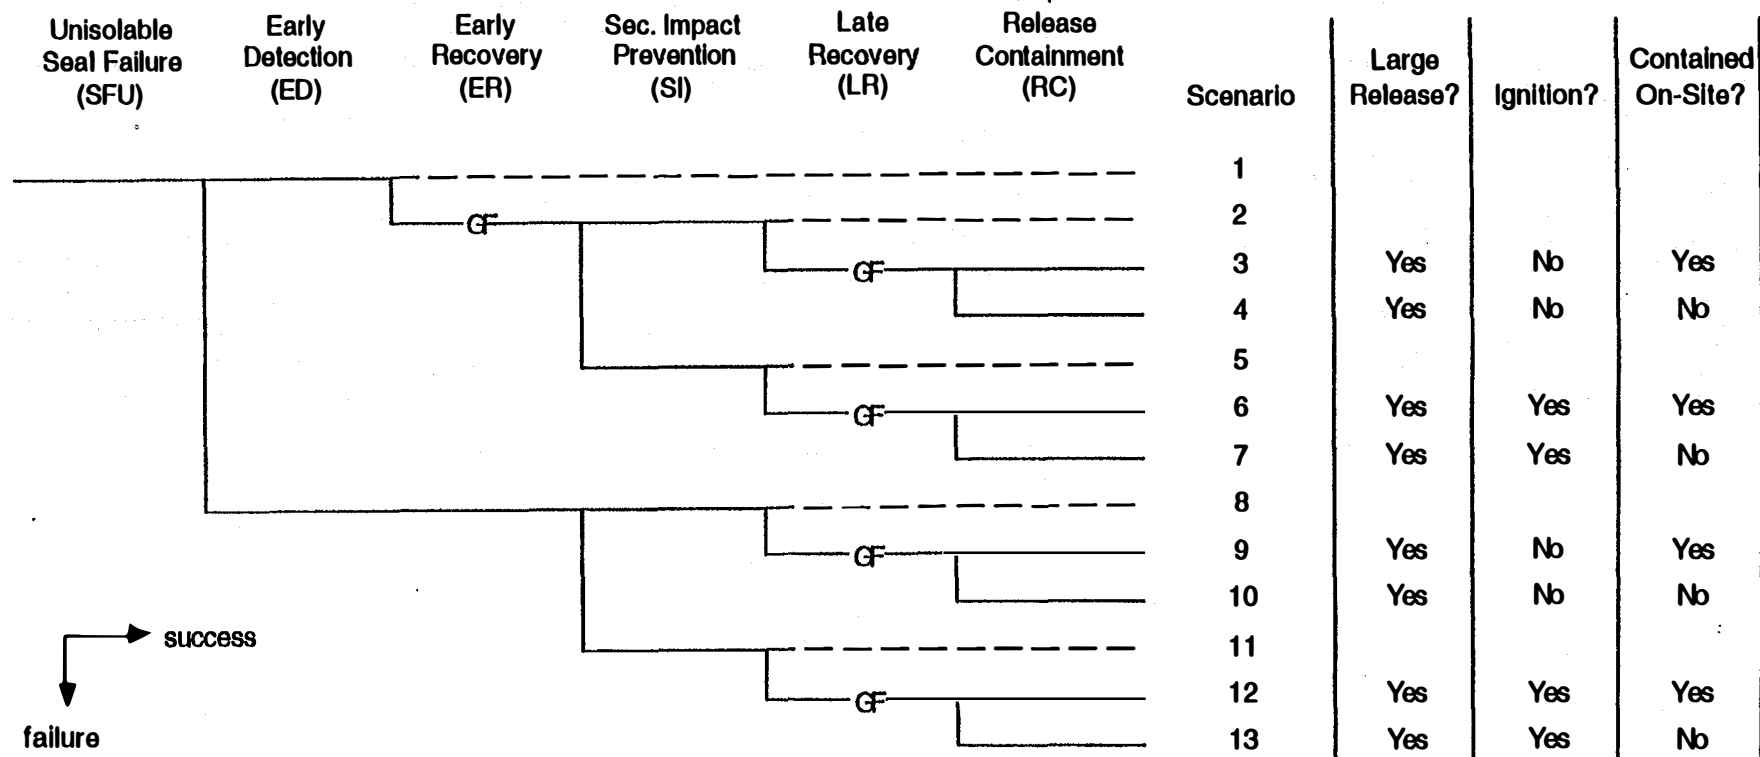 Unisolable
Seal Failure
(SFU)
Early
Detection
(ED)
Early
Recovery
(ER)
Sec. Impact
Prevention
(SI)
Late
Recovery
(LR)
Release
Containment
(RC)
Scenario
Large
Release?
Ignition?
Contained
On-Site?
1
GF
2
GF
3 Yes No Yes
4 Yes No No
5
GF
6 Yes Yes Yes
7 Yes Yes No
8
GF
9 Yes No Yes
10 Yes No No
11
GF
12 Yes Yes Yes
13 Yes Yes No
success
failure